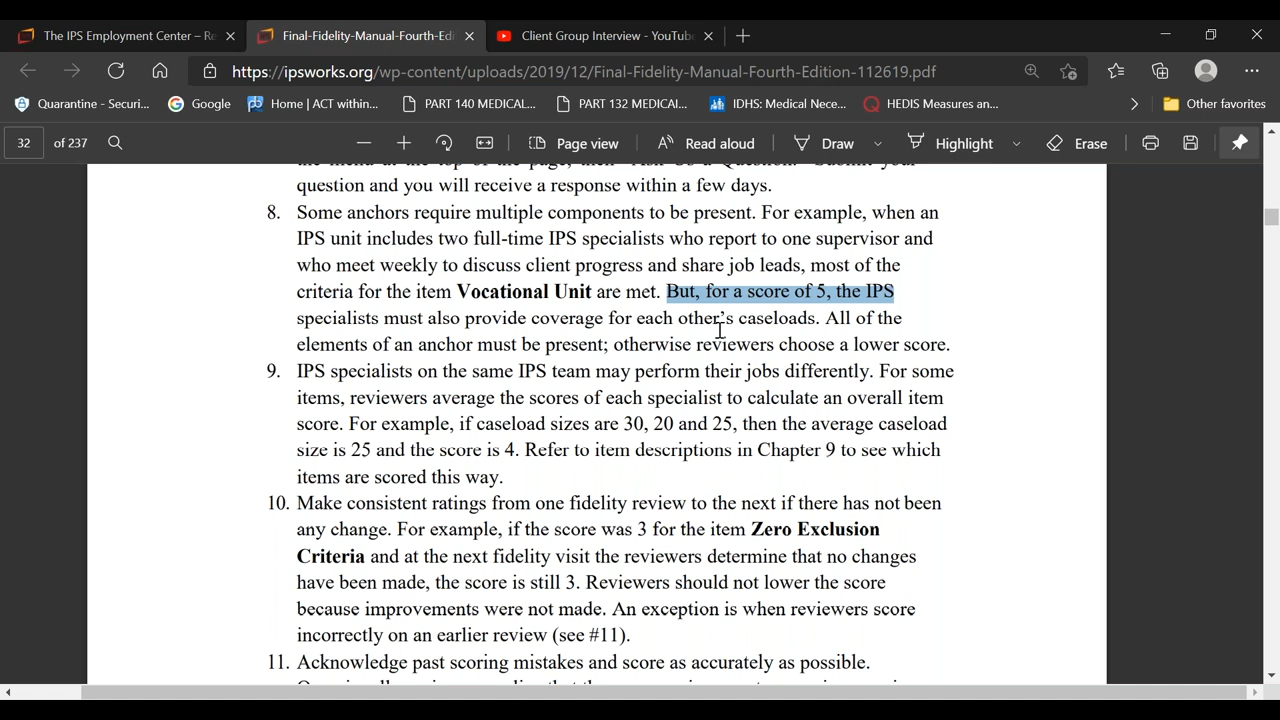 The IPS Employment Center – Re
Final-Fidelity-Manual-Fourth-Edi
Client Group Interview - YouTube
https://ipsworks.org/wp-content/uploads/2019/12/Final-Fidelity-Manual-Fourth-Edition-112619.pdf
Quarantine - Securi... Google Home | ACT within... PART 140 MEDICAL... PART 132 MEDICAI... IDHS: Medical Nece... HEDIS Measures an... Other favorites
32 of 237 Page view Read aloud Draw Highlight Erase
question and you will receive a response within a few days.
8. Some anchors require multiple components to be present. For example, when an
IPS unit includes two full-time IPS specialists who report to one supervisor and
who meet weekly to discuss client progress and share job leads, most of the
criteria for the item Vocational Unit are met. But, for a score of 5, the IPS
specialists must also provide coverage for each other’s caseloads. All of the
elements of an anchor must be present; otherwise reviewers choose a lower score.
9. IPS specialists on the same IPS team may perform their jobs differently. For some
items, reviewers average the scores of each specialist to calculate an overall item
score. For example, if caseload sizes are 30, 20 and 25, then the average caseload
size is 25 and the score is 4. Refer to item descriptions in Chapter 9 to see which
items are scored this way.
10. Make consistent ratings from one fidelity review to the next if there has not been
any change. For example, if the score was 3 for the item Zero Exclusion
Criteria and at the next fidelity visit the reviewers determine that no changes
have been made, the score is still 3. Reviewers should not lower the score
because improvements were not made. An exception is when reviewers score
incorrectly on an earlier review (see #11).
11. Acknowledge past scoring mistakes and score as accurately as possible.